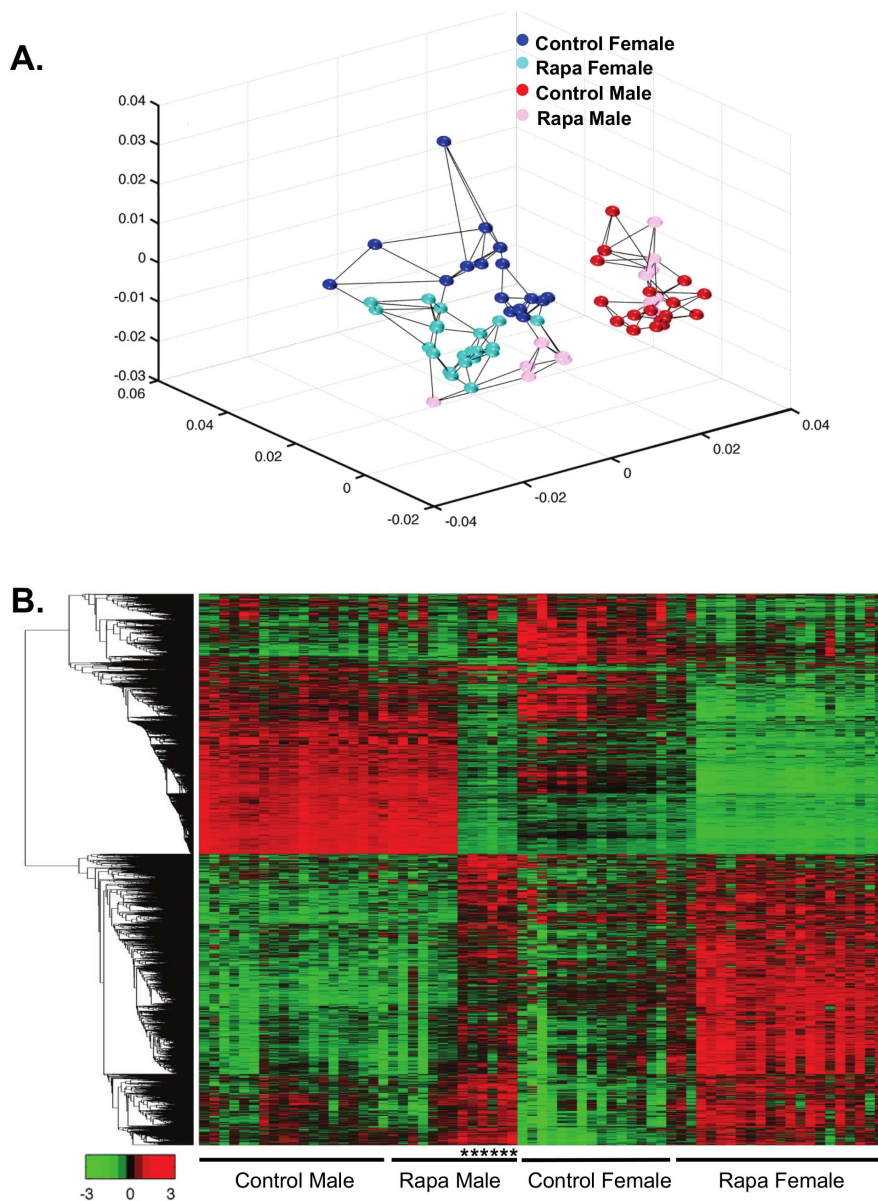 A.
Control Female
Rapa Female
Control Male
Rapa Male
0.04
0.03
0.02
0.01
0
-0.01
-0.02
-0.03
0.06
0.04
0.02
0
-0.02
-0.04
-0.02
0
0.02
0.04
B.
******
Control Male
Rapa Male
Control Female
Rapa Female
-3 0 3